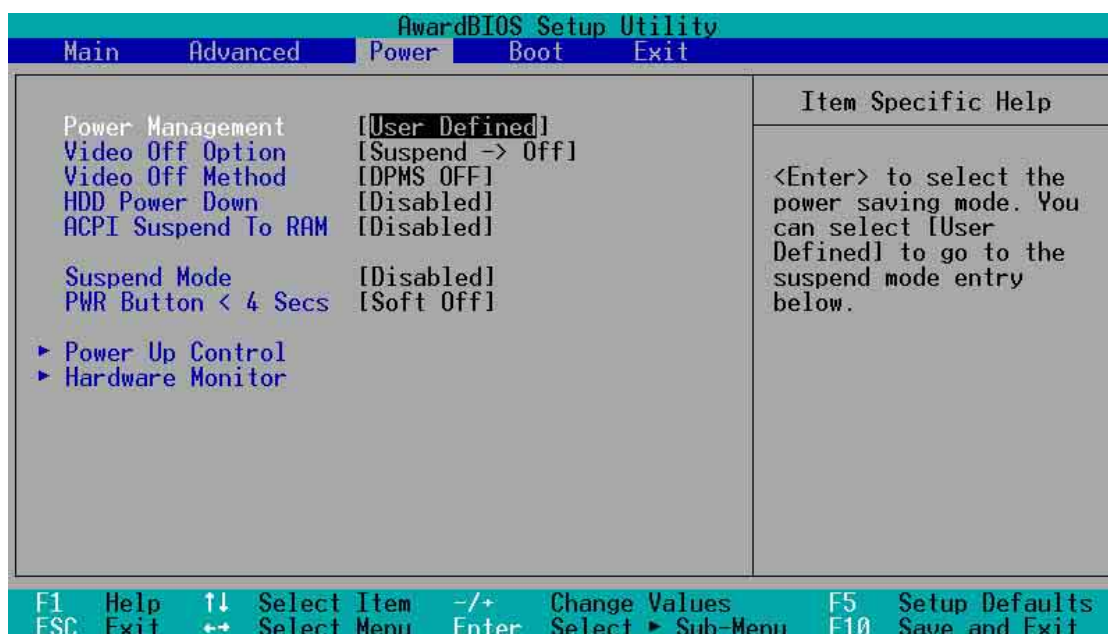 AwardBIOS Setup Utility
Main Advanced Power Boot Exit
Power Management [User Defined]
Video Off Option [Suspend -> Off]
Video Off Method [DPMS OFF]
HDD Power Down [Disabled]
ACPI Suspend To RAM [Disabled]
Suspend Mode [Disabled]
PWR Button < 4 Secs [Soft Off]
► Power Up Control
► Hardware Monitor
Item Specific Help
<Enter> to select the
power saving mode. You
can select [User
Defined] to go to the
suspend mode entry
below.
F1 Help ↑↓ Select Item -/+ Change Values F5 Setup Defaults
ESC Exit ←→ Select Menu Enter Select ► Sub-Menu F10 Save and Exit